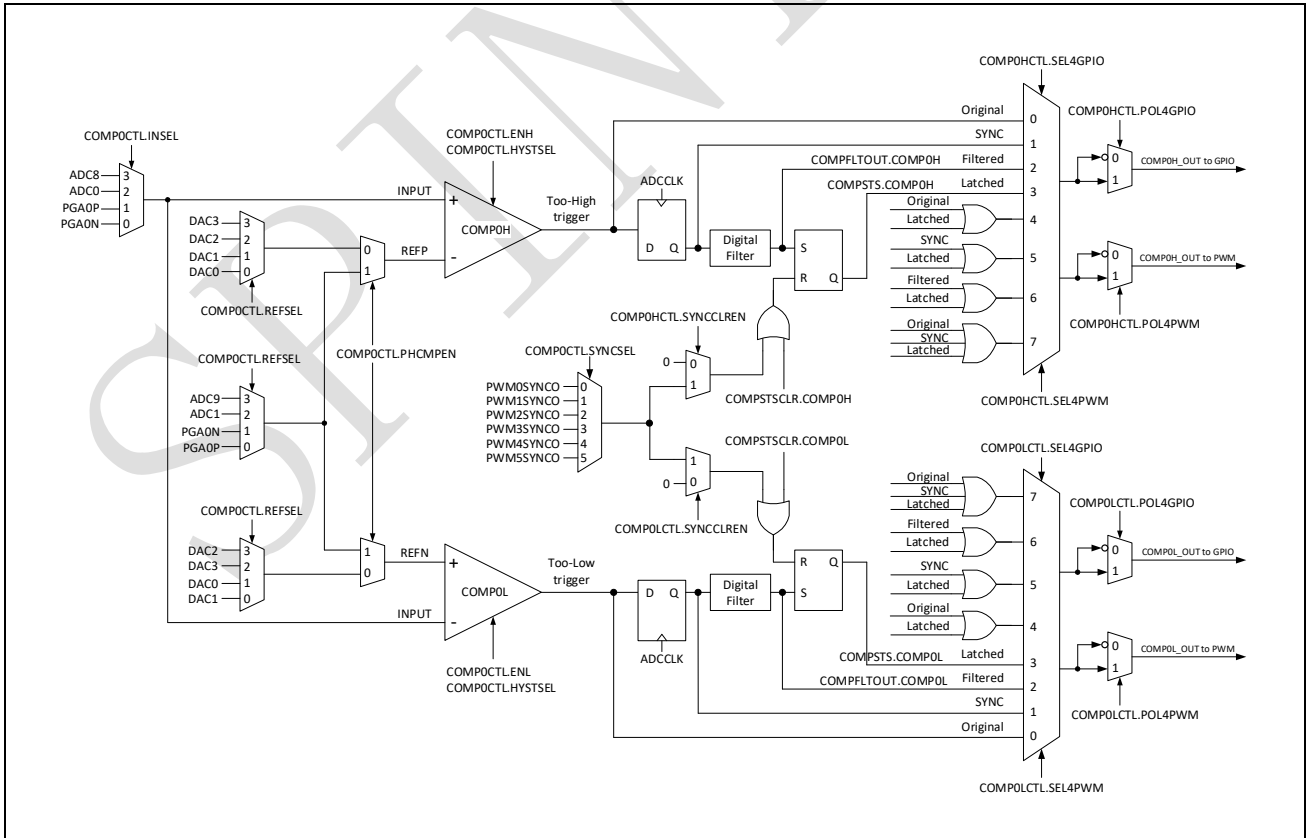 SPIN
COMP0HCTL.SEL4GPIO
COMP0HCTL.POL4GPIO
COMP0CTL.INSEL
COMP0CTL.ENH
COMP0CTL.HYSTSEL
Original
0
SYNC
1
COMPFLTOUT.COMP0H
Filtered
2
COMPSTS.COMP0H
Latched
3
0
1
COMP0H_OUT to GPIO
ADC8
3
ADC0
2
PGA0P
1
PGA0N
0
INPUT
+
-
COMP0H
Too-High
trigger
ADCCLK
D Q
Digital
Filter
S
R Q
Original
Latched
4
SYNC
Latched
5
Filtered
Latched
6
Original
SYNC
Latched
7
0
1
COMP0H_OUT to PWM
COMP0HCTL.POL4PWM
COMP0HCTL.SEL4PWM
DAC3
3
DAC2
2
DAC1
1
DAC0
0
COMP0CTL.REFSEL
0
1
REFP
COMP0CTL.PHCMPEN
COMP0HCTL.SYNCCLREN
0
0
1
COMPSTSCLR.COMP0H
COMP0CTL.REFSEL
ADC9
3
ADC1
2
PGA0N
1
PGA0P
0
COMP0CTL.SYNCSEL
PWM0SYNCO
0
PWM1SYNCO
1
PWM2SYNCO
2
PWM3SYNCO
3
PWM4SYNCO
4
PWM5SYNCO
5
COMPSTSCLR.COMP0L
1
0
0
COMP0LCTL.SYNCCLREN
COMP0LCTL.SEL4GPIO
COMP0LCTL.POL4GPIO
COMP0CTL.REFSEL
DAC2
3
DAC3
2
DAC0
1
DAC1
0
1
0
REFN
INPUT
+
-
COMP0L
Too-Low
trigger
COMP0CTL.ENL
COMP0CTL.HYSTSEL
D Q
ADCCLK
Digital
Filter
R Q
S
Original
SYNC
Latched
7
Filtered
Latched
6
SYNC
Latched
5
Original
Latched
4
COMPSTS.COMP0L
Latched
3
COMPFLTOUT.COMP0L
Filtered
2
SYNC
1
Original
0
0
1
COMP0L_OUT to GPIO
0
1
COMP0L_OUT to PWM
COMP0LCTL.POL4PWM
COMP0LCTL.SEL4PWM